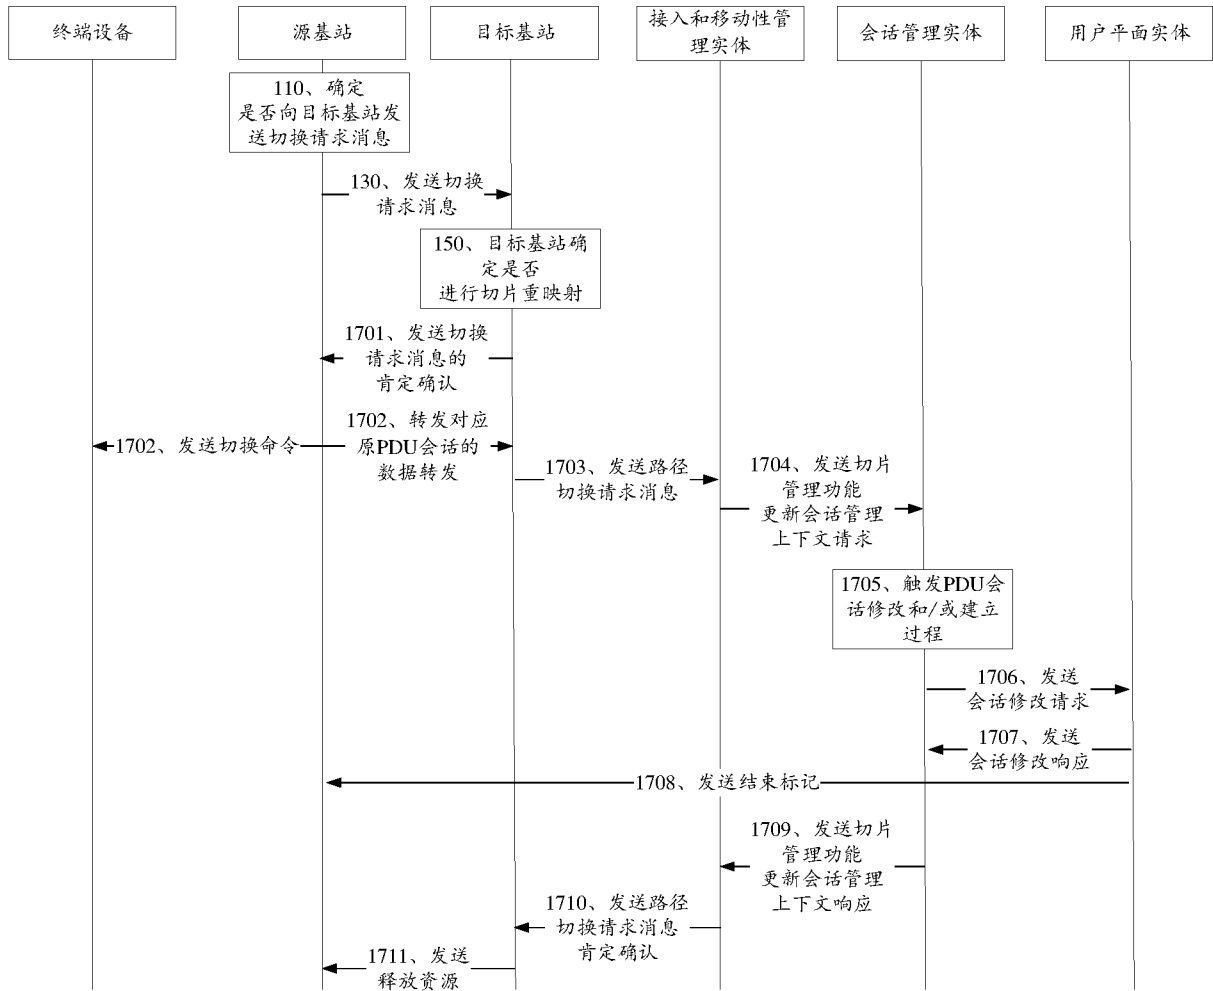 终端设备
源基站
目标基站
接入和移动性管
理实体
会话管理实体
用户平面实体
110、确定
是否向目标基站发
送切换请求消息
130、发送切换
请求消息
150、目标基站确
定是否
进行切片重映射
1701、发送切换
请求消息的
肯定确认
1702、发送切换命令
1702、转发对应
原PDU会话的
数据转发
1703、发送路径
切换请求消息
1704、发送切片
管理功能
更新会话管理
上下文请求
1705、触发PDU会
话修改和/或建立
过程
1706、发送
会话修改请求
1707、发送
会话修改响应
1708、发送结束标记
1709、发送切片
管理功能
更新会话管理
上下文响应
1710、发送路径
切换请求消息
肯定确认
1711、发送
释放资源